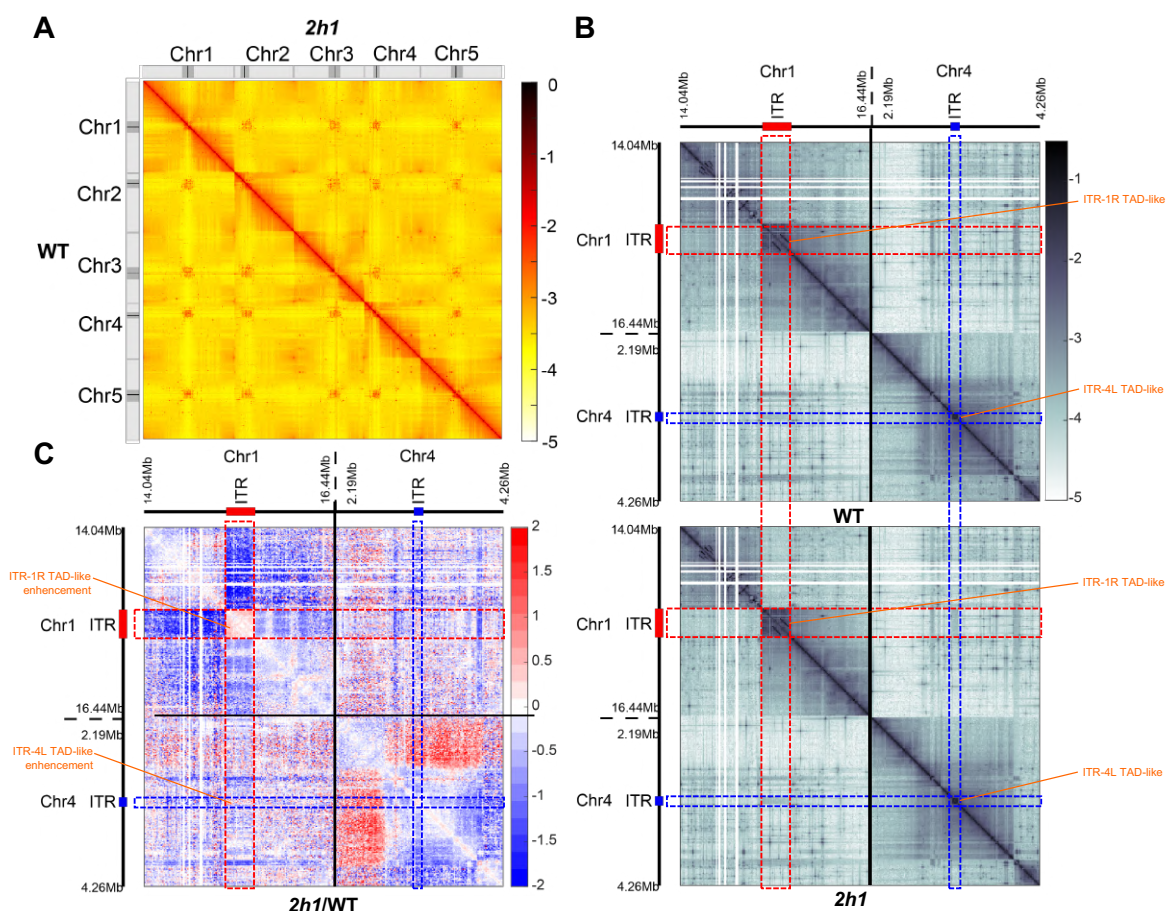 A
2h1
Chr1 Chr2 Chr3 Chr4 Chr5
WT
Chr1
Chr2
Chr3
Chr4
Chr5
0
-1
-2
-3
-4
-5
B
Chr1 Chr4
14.04Mb ITR 16.44Mb 2.19Mb ITR 4.26Mb
14.04Mb
Chr1 ITR
16.44Mb
2.19Mb
Chr4 ITR
4.26Mb
ITR-1R TAD-like
ITR-4L TAD-like
-1
-2
-3
-4
-5
WT
14.04Mb
Chr1 ITR
16.44Mb
2.19Mb
Chr4 ITR
4.26Mb
ITR-1R TAD-like
ITR-4L TAD-like
2h1
C
Chr1 Chr4
14.04Mb ITR 16.44Mb 2.19Mb ITR 4.26Mb
14.04Mb
ITR-1R TAD-like
enhencement
Chr1 ITR
16.44Mb
2.19Mb
ITR-4L TAD-like
enhencement
Chr4 ITR
4.26Mb
2
1.5
1
0.5
0
-0.5
-1
-1.5
-2
2h1/WT